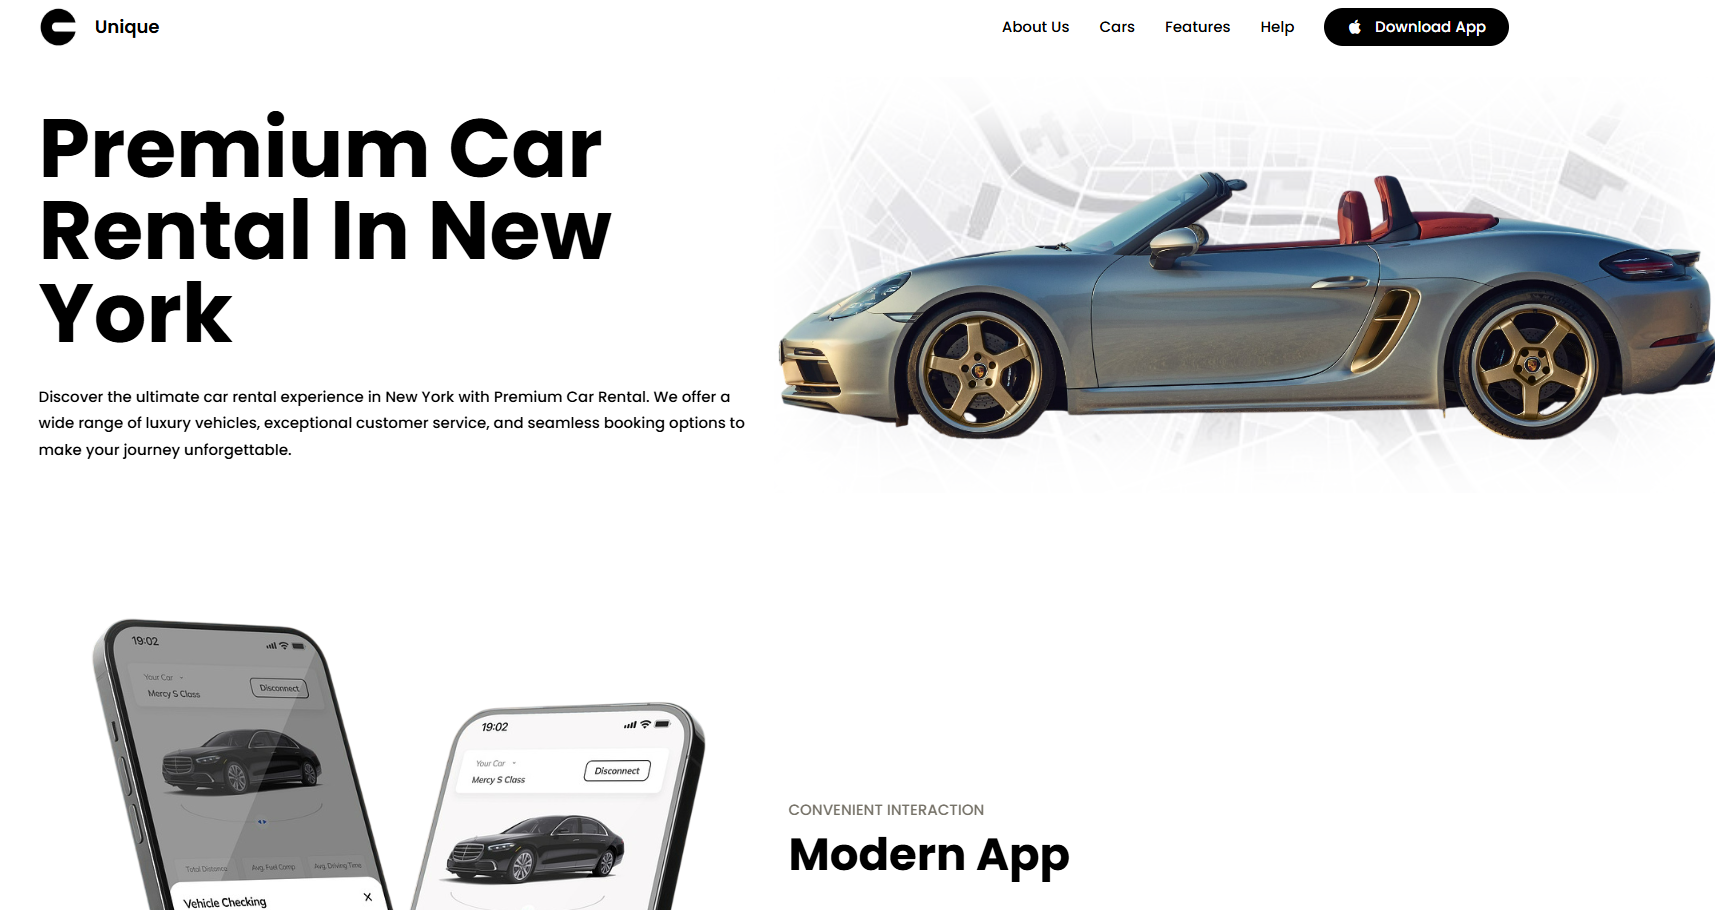 Unique
About Us Cars Features Help Download App
Premium Car
Rental In New
York
Discover the ultimate car rental experience in New York with Premium Car Rental. We offer a
wide range of luxury vehicles, exceptional customer service, and seamless booking options to
make your journey unforgettable.
19:02
Your Car
Mercy S Class
Disconnect
Total Distance Avg. Fuel Comp. Avg. Driving Time
Vehicle Checking X
19:02
Your Car
Mercy S Class
Disconnect
CONVENIENT INTERACTION
Modern App